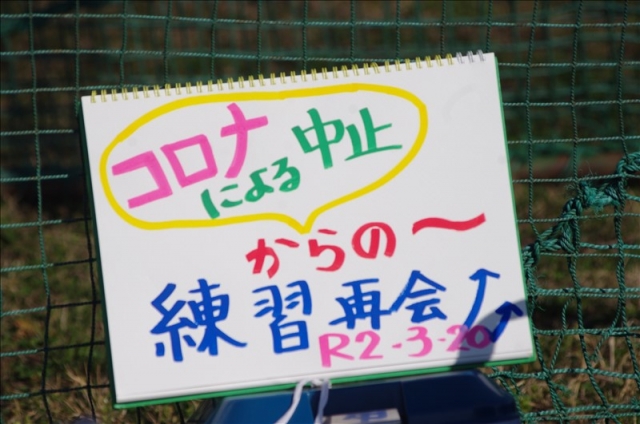 コロナ
による中止
からの〜
練習再会⤴⤴
R2-3-20